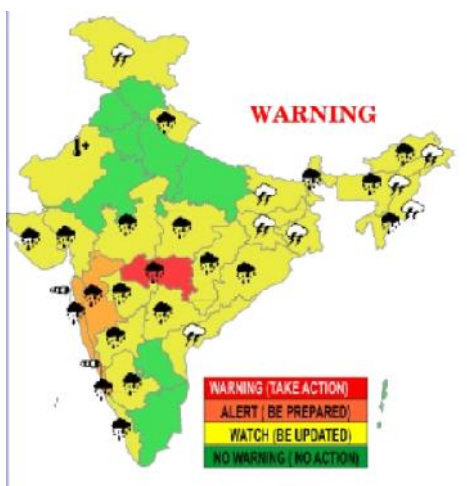 WARNING
WARNING (TAKE ACTION)
ALERT ( BE PREPARED)
WATCH (BE UPDATED)
NO WARNING ( NO ACTION)